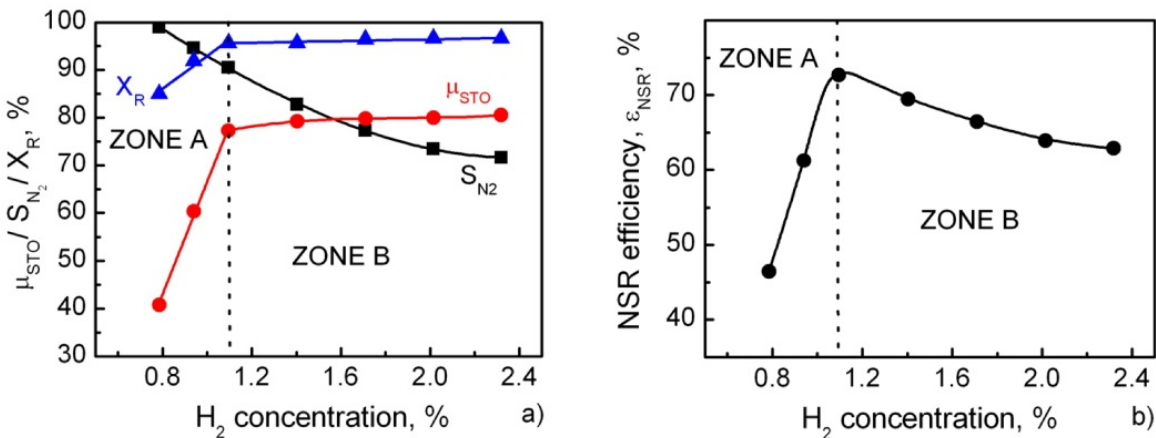 μSTO / SN2 / XR, %
100
90
80
70
60
50
40
30
XR
μSTO
SN2
ZONE A
ZONE B
0.8 1.2 1.6 2.0 2.4
H2 concentration, %
a)
NSR efficiency, εNSR, %
70
60
50
40
ZONE A
ZONE B
0.8 1.2 1.6 2.0 2.4
H2 concentration, %
b)